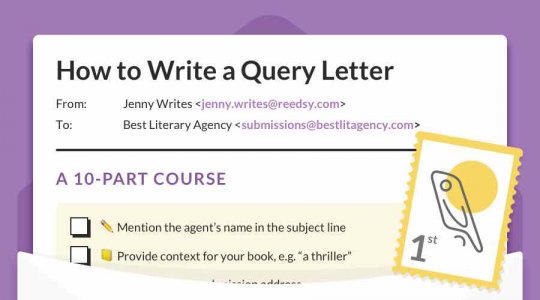 How to Write a Query Letter
From: Jenny Writes <jenny.writes@reedsy.com>
To: Best Literary Agency <submissions@bestlitagency.com>
A 10-PART COURSE
Mention the agent's name in the subject line
Provide context for your book, e.g. “a thriller”
address
1st